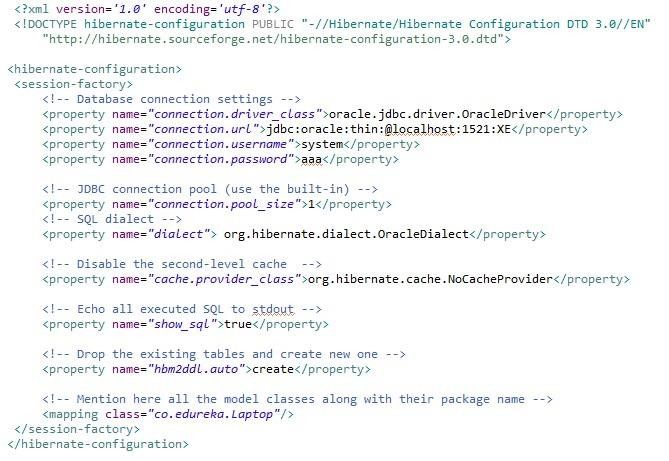 <?xml version='1.0' encoding='utf-8'?>
<!DOCTYPE hibernate-configuration PUBLIC "-//Hibernate/Hibernate Configuration DTD 3.0//EN"
"http://hibernate.sourceforge.net/hibernate-configuration-3.0.dtd">
<hibernate-configuration>
<session-factory>
<!-- Database connection settings -->
<property name="connection.driver_class">oracle.jdbc.driver.OracleDriver</property>
<property name="connection.url">jdbc:oracle:thin:@localhost:1521:XE</property>
<property name="connection.username">system</property>
<property name="connection.password">aaa</property>
<!-- JDBC connection pool (use the built-in) -->
<property name="connection.pool_size">1</property>
<!-- SQL dialect -->
<property name="dialect"> org.hibernate.dialect.OracleDialect</property>
<!-- Disable the second-level cache  -->
<property name="cache.provider_class">org.hibernate.cache.NoCacheProvider</property>
<!-- Echo all executed SQL to stdout -->
<property name="show_sql">true</property>
<!-- Drop the existing tables and create new one -->
<property name="hbm2ddl.auto">create</property>
<!-- Mention here all the model classes along with their package name -->
<mapping class="co.edureka.Laptop"/>
</session-factory>
</hibernate-configuration>